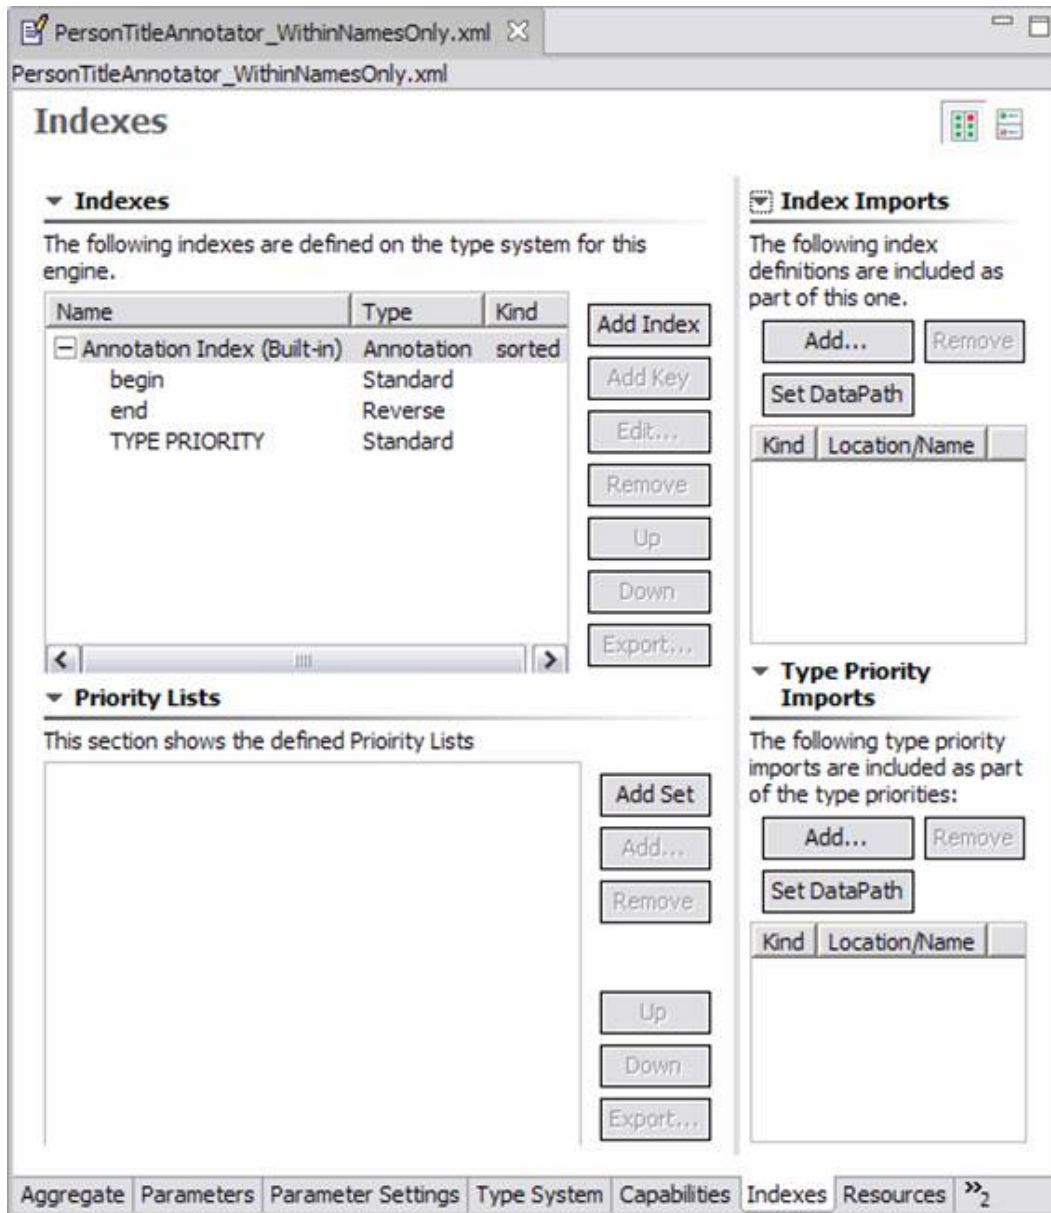 PersonTitleAnnotator_WithinNamesOnly.xml
PersonTitleAnnotator_WithinNamesOnly.xml
Indexes
Indexes
The following indexes are defined on the type system for this
engine.
Name Type Kind
Annotation Index (Built-in) Annotation sorted
begin Standard
end Reverse
TYPE PRIORITY Standard
Add Index
Add Key
Edit...
Remove
Up
Down
Export...
Priority Lists
This section shows the defined Prioirity Lists
Add Set
Add...
Remove
Up
Down
Export...
Index Imports
The following index
definitions are included as
part of this one.
Add... Remove
Set DataPath
Kind Location/Name
Type Priority
Imports
The following type priority
imports are included as part
of the type priorities:
Add... Remove
Set DataPath
Kind Location/Name
Aggregate Parameters Parameter Settings Type System Capabilities Indexes Resources »2